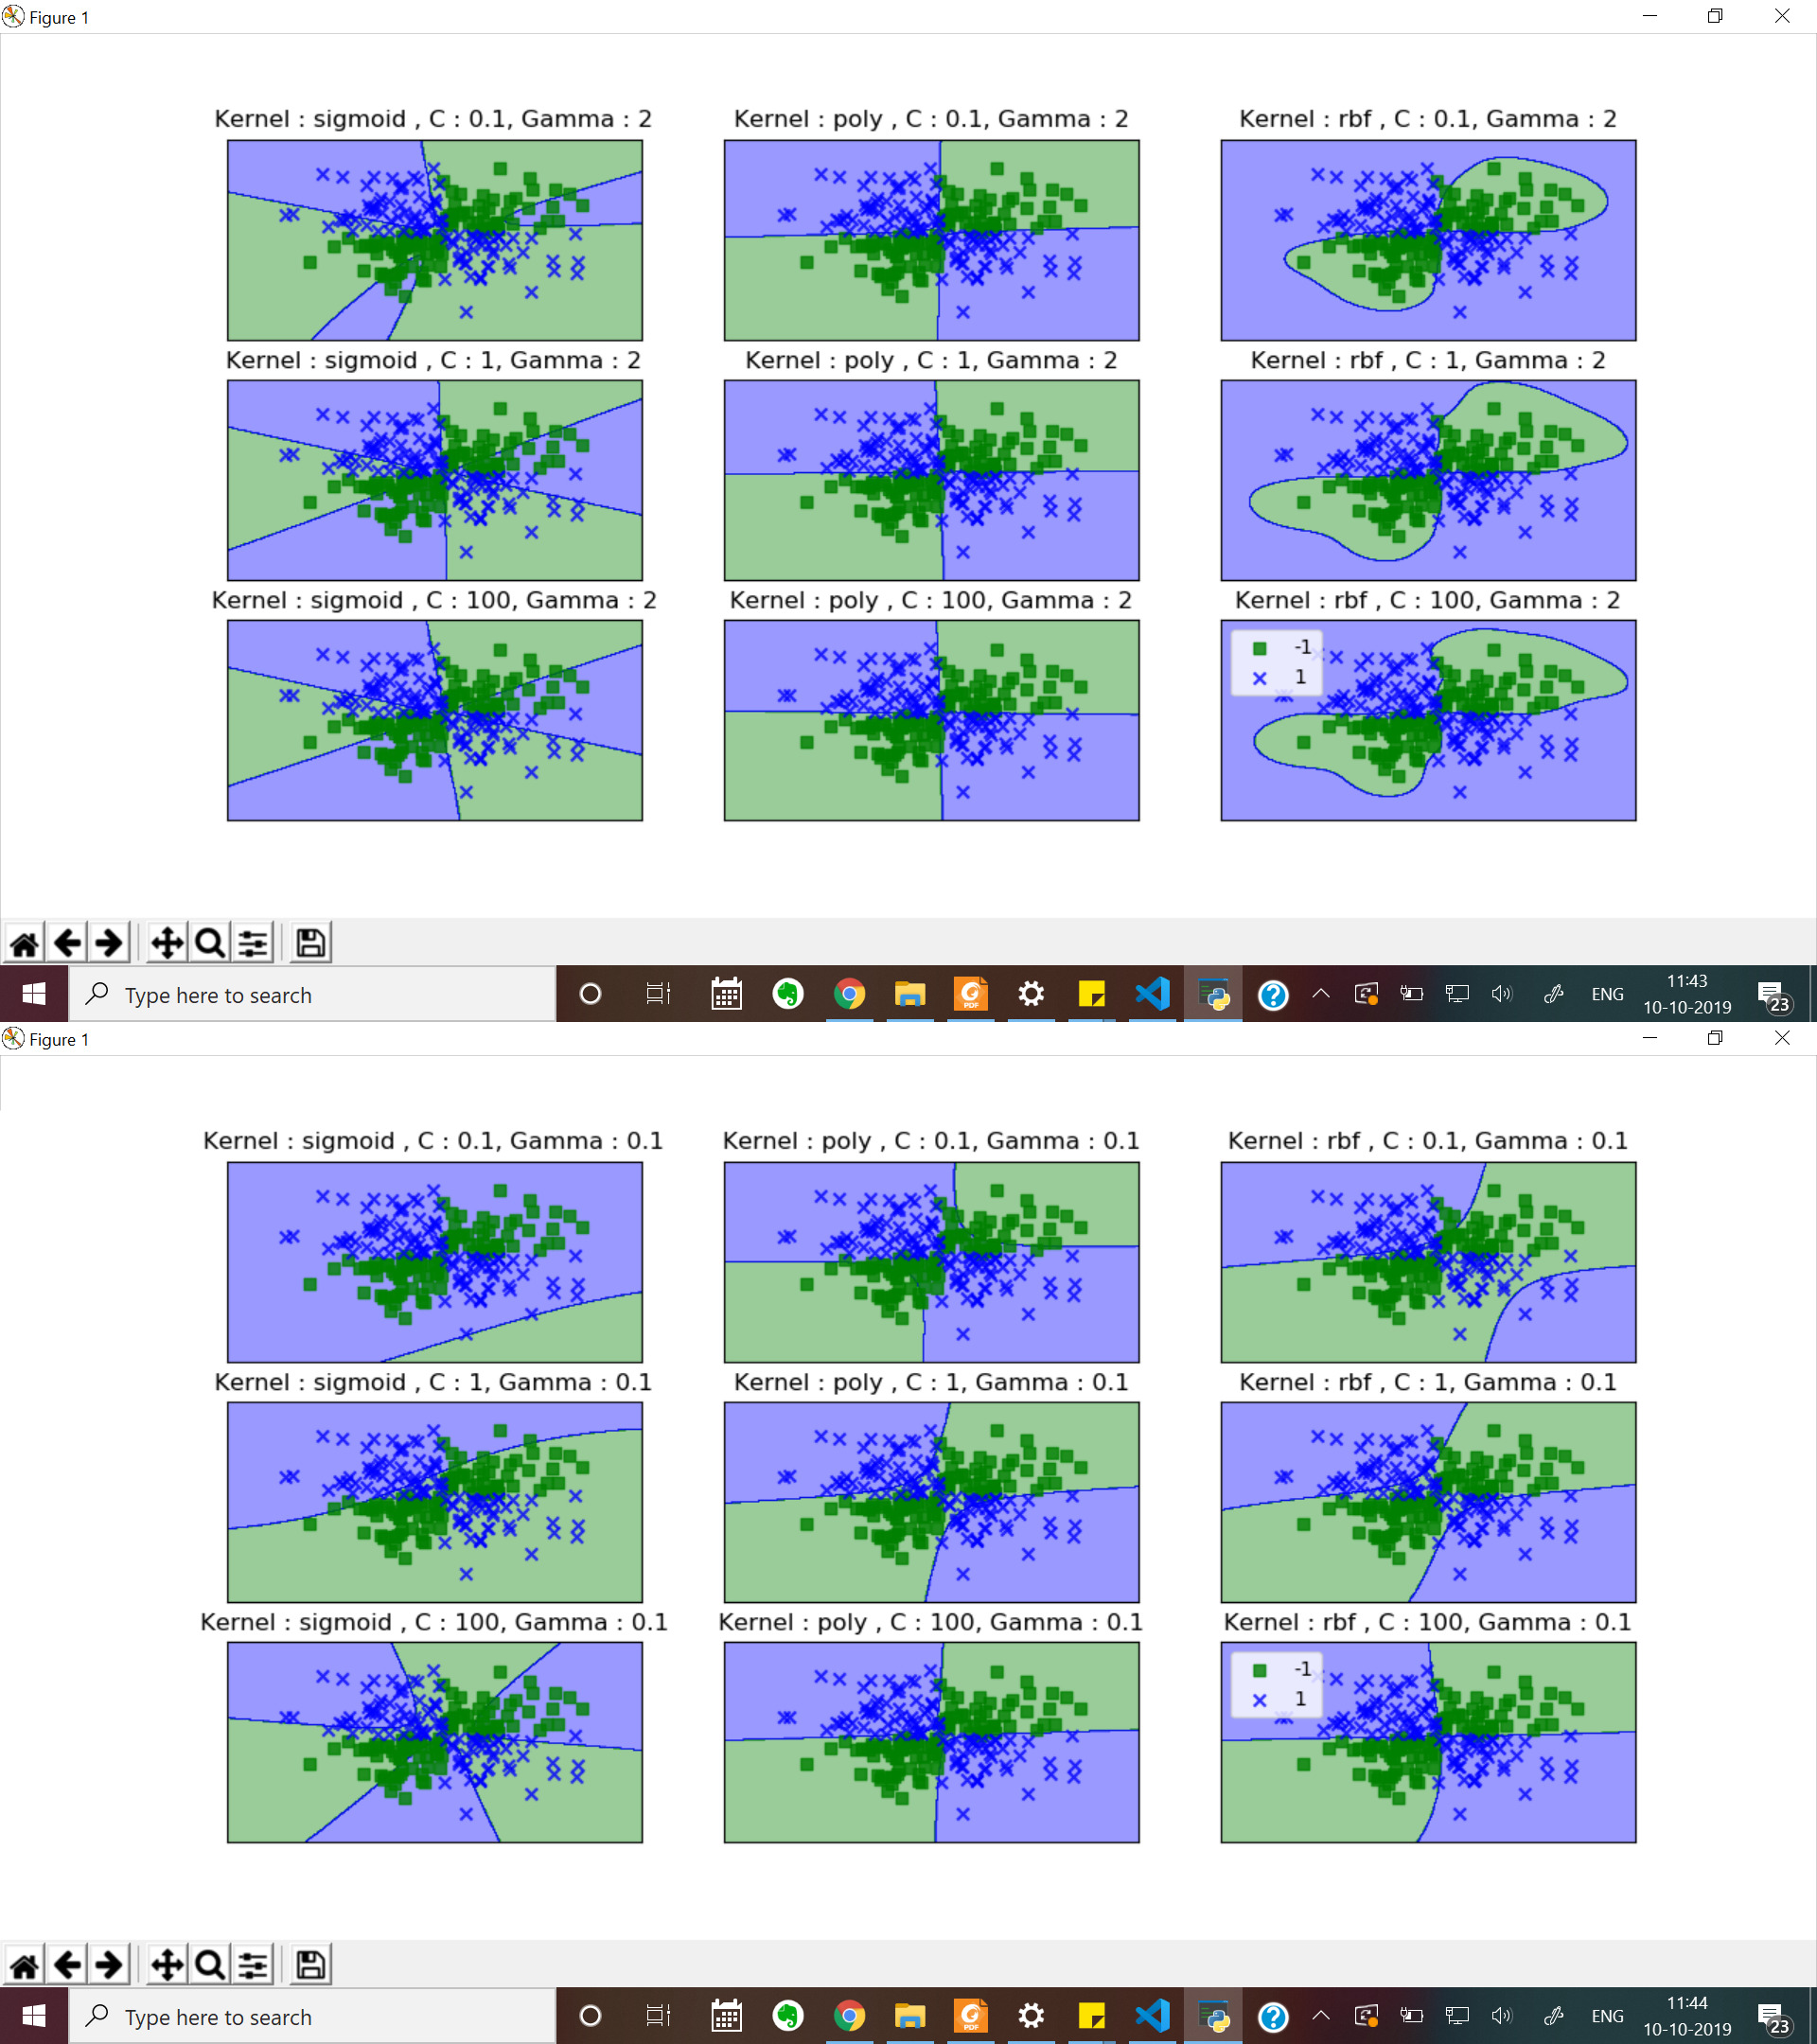 Figure 1
Kernel : sigmoid , C : 0.1, Gamma : 2
Kernel : poly , C : 0.1, Gamma : 2
Kernel : rbf , C : 0.1, Gamma : 2
Kernel : sigmoid , C : 1, Gamma : 2
Kernel : poly , C : 1, Gamma : 2
Kernel : rbf , C : 1, Gamma : 2
Kernel : sigmoid , C : 100, Gamma : 2
Kernel : poly , C : 100, Gamma : 2
Kernel : rbf , C : 100, Gamma : 2
-1
1
Type here to search
PDF
ENG
11:43
10-10-2019
23
Figure 1
Kernel : sigmoid , C : 0.1, Gamma : 0.1
Kernel : poly , C : 0.1, Gamma : 0.1
Kernel : rbf , C : 0.1, Gamma : 0.1
Kernel : sigmoid , C : 1, Gamma : 0.1
Kernel : poly , C : 1, Gamma : 0.1
Kernel : rbf , C : 1, Gamma : 0.1
Kernel : sigmoid , C : 100, Gamma : 0.1
Kernel : poly , C : 100, Gamma : 0.1
Kernel : rbf , C : 100, Gamma : 0.1
-1
1
Type here to search
PDF
ENG
11:44
10-10-2019
23